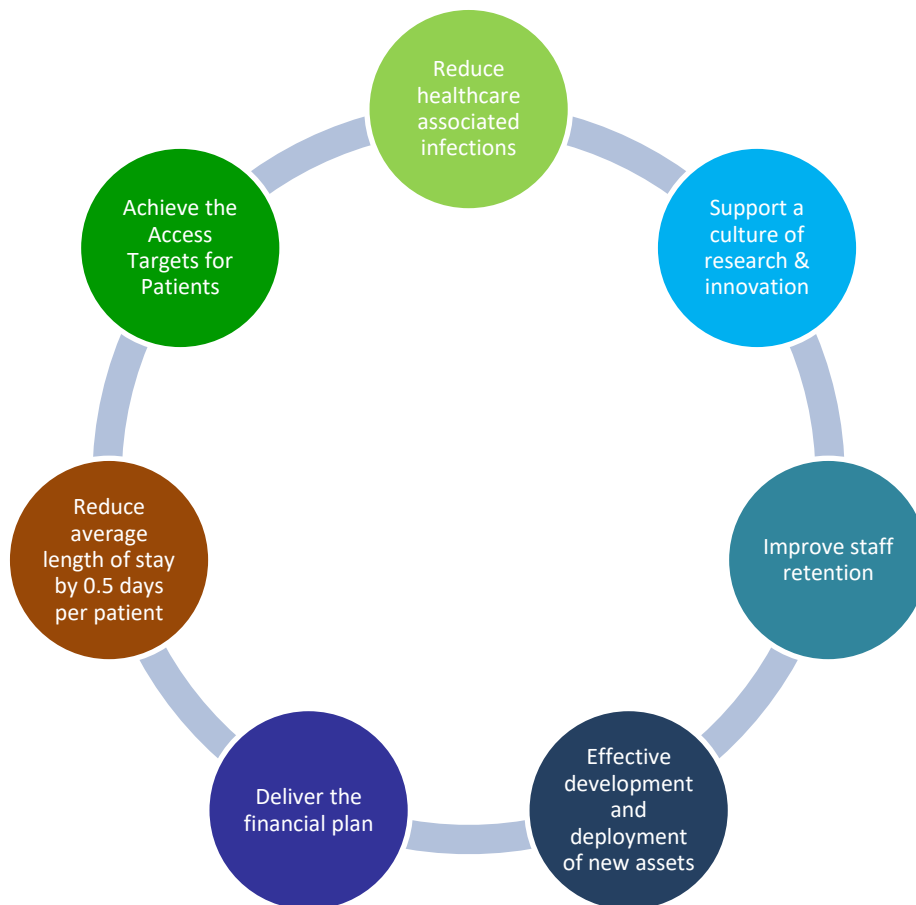 Reduce
healthcare
associated
infections
Support a
culture of
research &
innovation
Improve staff
retention
Effective
development
and
deployment
of new assets
Deliver the
financial plan
Reduce
average
length of stay
by 0.5 days
per patient
Achieve the
Access
Targets for
Patients